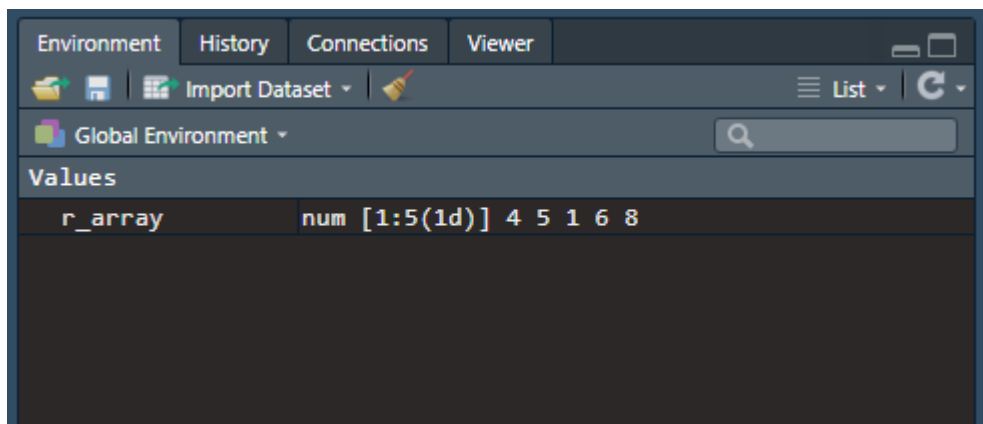 Environment History Connections Viewer
Import Dataset List
Global Environment
Values
r_array num [1:5(1d)] 4 5 1 6 8